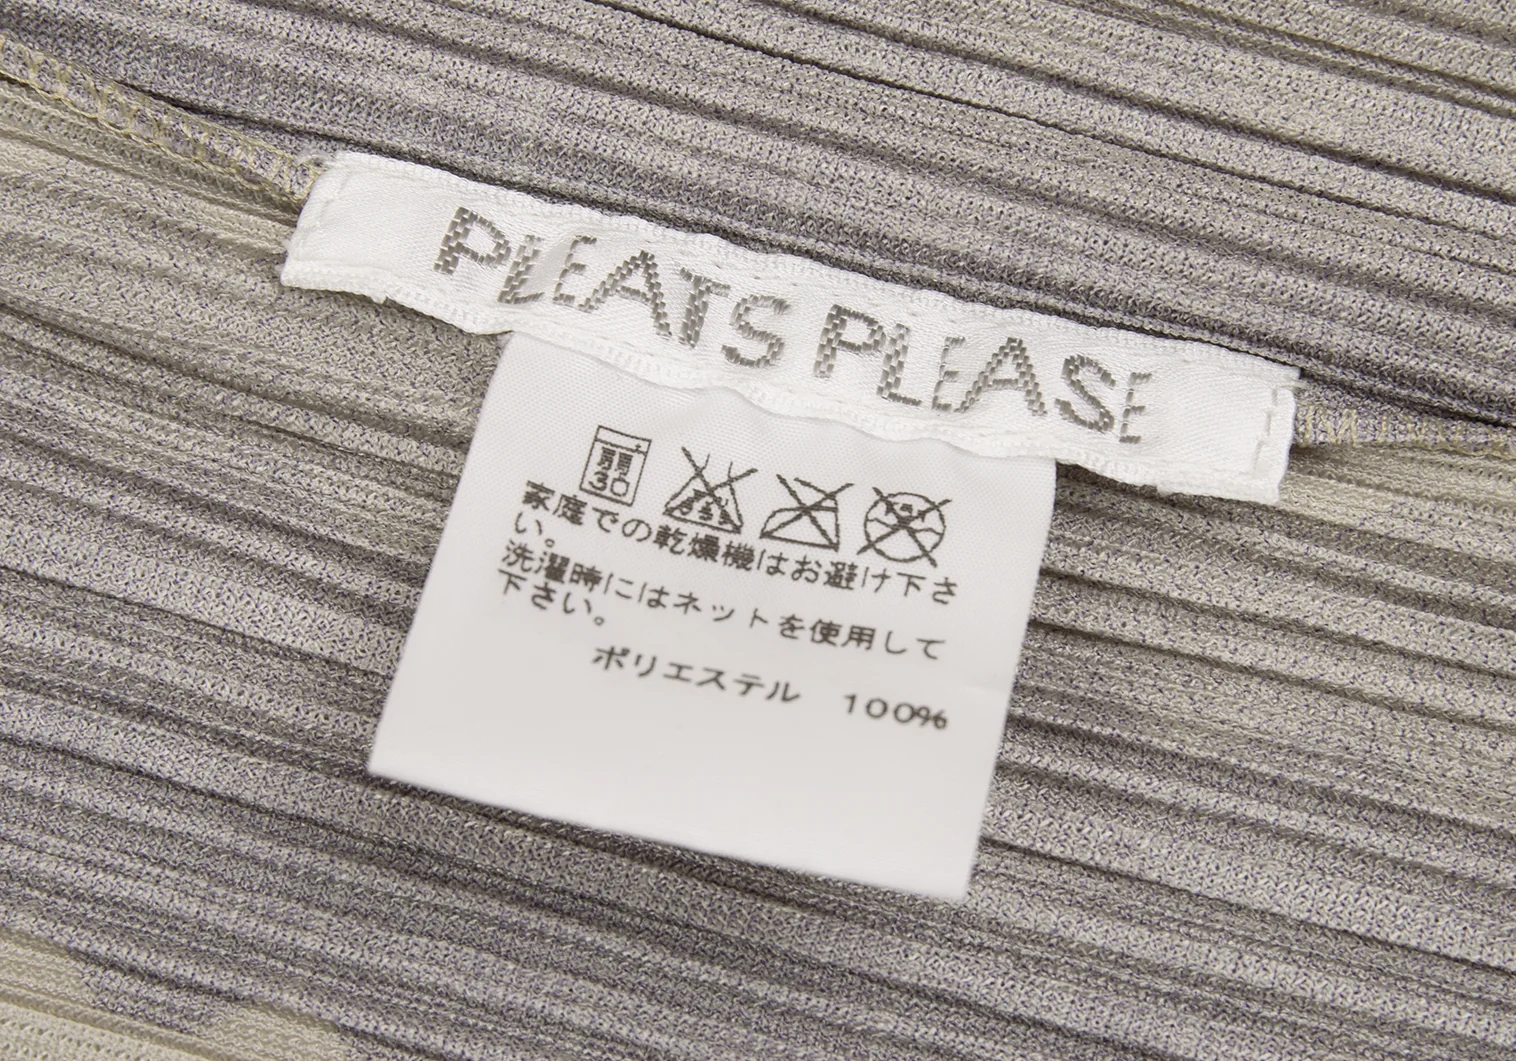 PLEATS PLEASE
弱
30
家庭での乾燥機はお避け下さ
い。
洗濯時にはネットを使用して
下さい。
ポリエステル 100%